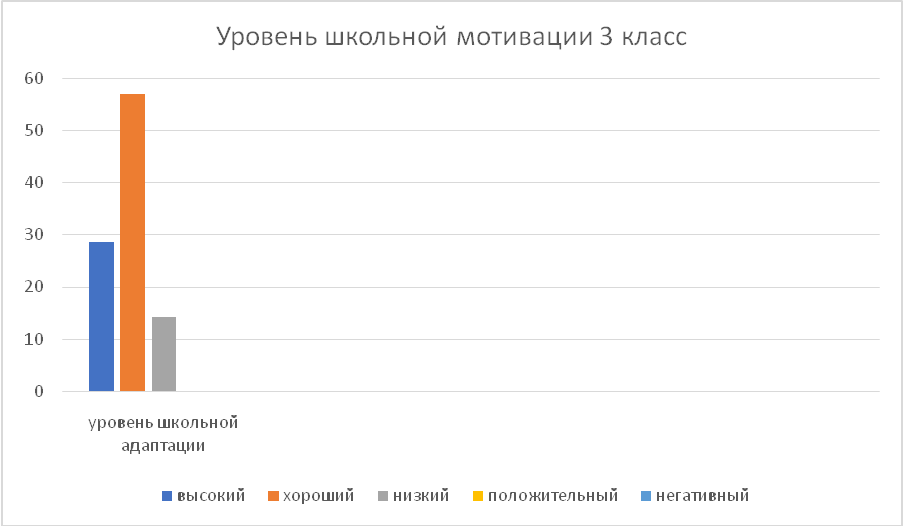 Уровень школьной мотивации 3 класс
60
50
40
30
20
10
0
уровень школьной
адаптации
высокий хороший низкий положительный негативный